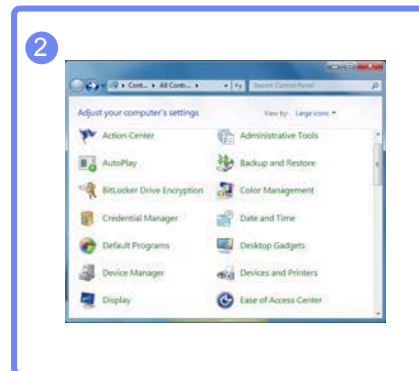 2
Cont... All Contr...
Search Control Panel
Adjust your computer's settings
View by: Large icons
Action Center Administrative Tools
AutoPlay Backup and Restore
BitLocker Drive Encryption Color Management
Credential Manager Date and Time
Default Programs Desktop Gadgets
Device Manager Devices and Printers
Display Ease of Access Center